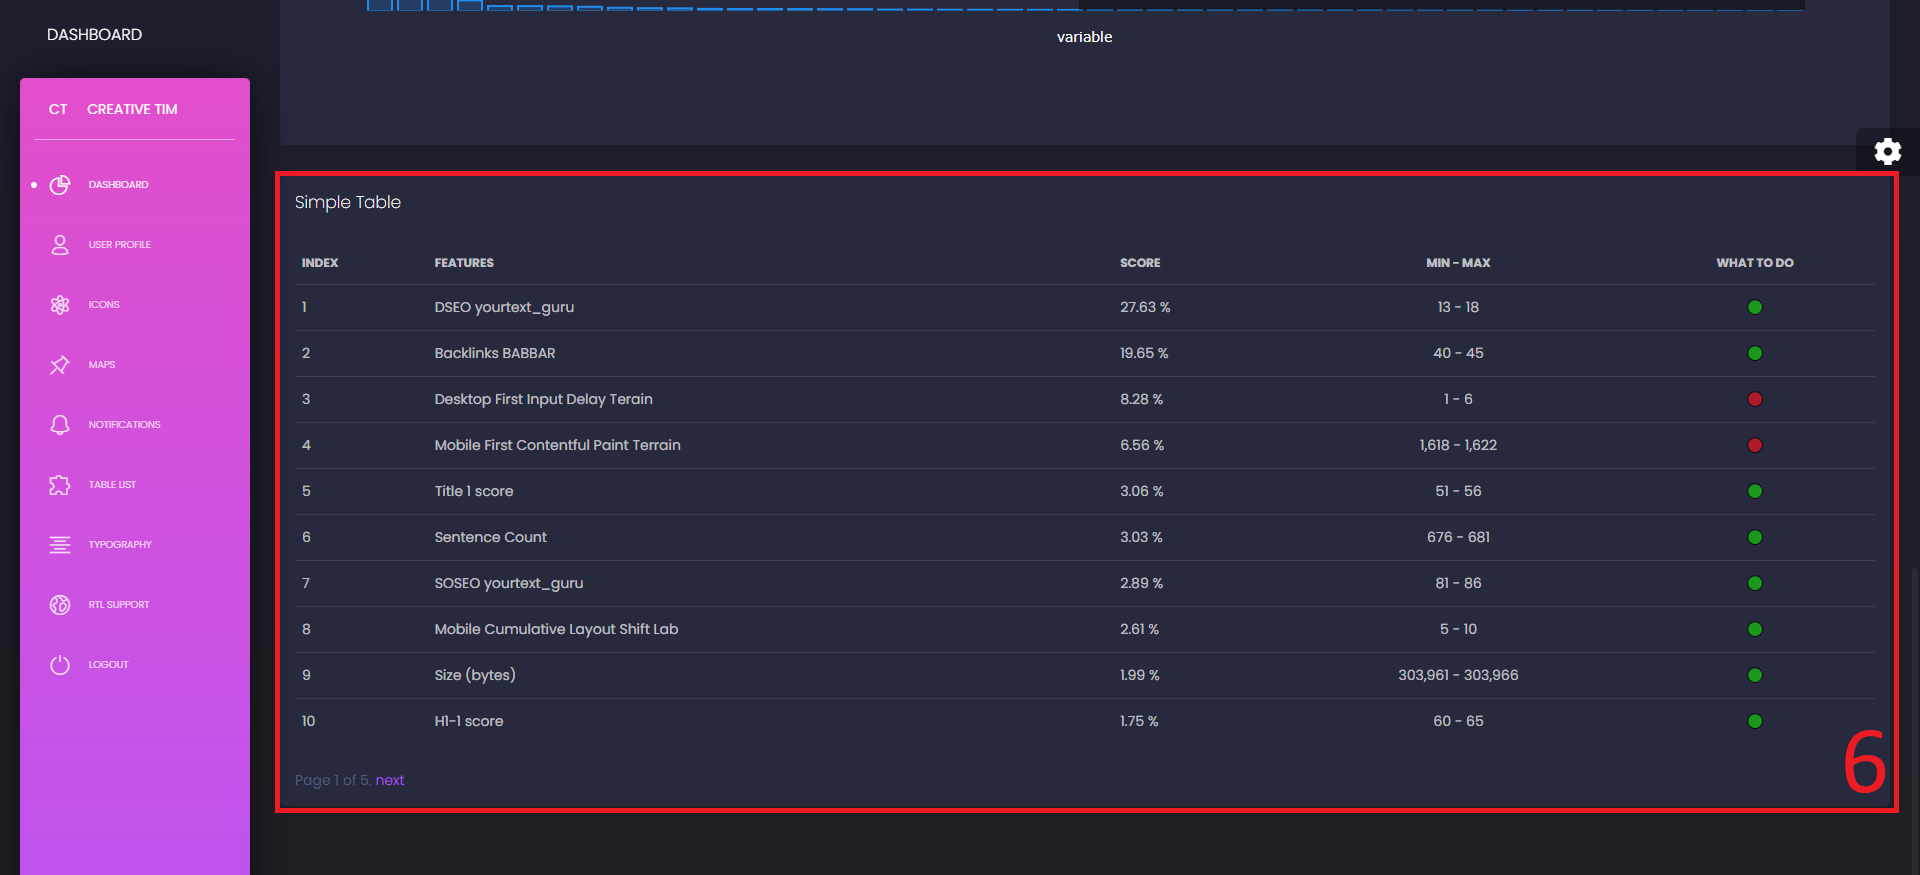 DASHBOARD
variable
CT CREATIVE TIM
DASHBOARD
USER PROFILE
ICONS
MAPS
NOTIFICATIONS
TABLE LIST
TYPOGRAPHY
RTL SUPPORT
LOGOUT
Simple Table
INDEX FEATURES SCORE MIN - MAX WHAT TO DO
1 DSEO yourtext_guru 27.63 % 13 - 18
2 Backlinks BABBAR 19.65 % 40 - 45
3 Desktop First Input Delay Terain 8.28 % 1 - 6
4 Mobile First Contentful Paint Terrain 6.56 % 1,618 - 1,622
5 Title 1 score 3.06 % 51 - 56
6 Sentence Count 3.03 % 676 - 681
7 SOSEO yourtext_guru 2.89 % 81 - 86
8 Mobile Cumulative Layout Shift Lab 2.61 % 5 - 10
9 Size (bytes) 1.99 % 303,961 - 303,966
10 H1-1 score 1.75 % 60 - 65
Page 1 of 5. next
6